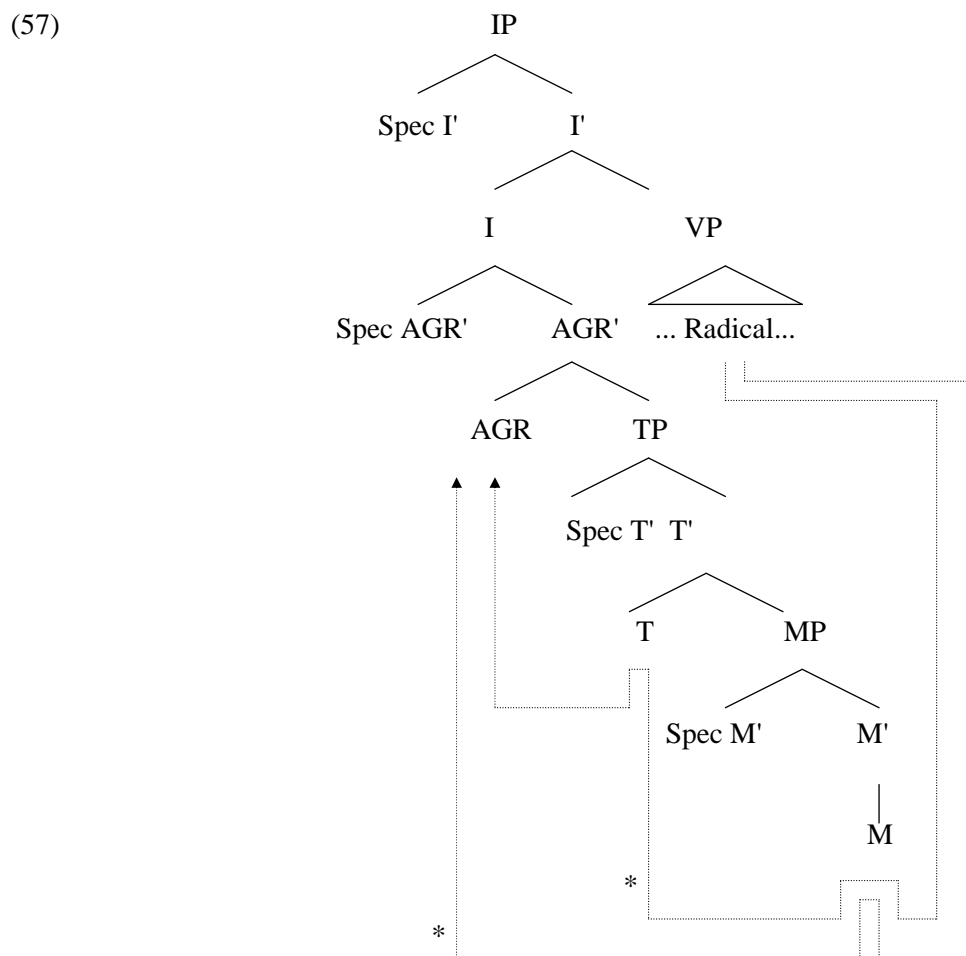 (57) IP
Spec I' I'
I VP
Spec AGR' AGR' ... Radical...
AGR TP
Spec T' T'
T MP
Spec M' M'
M
*
*